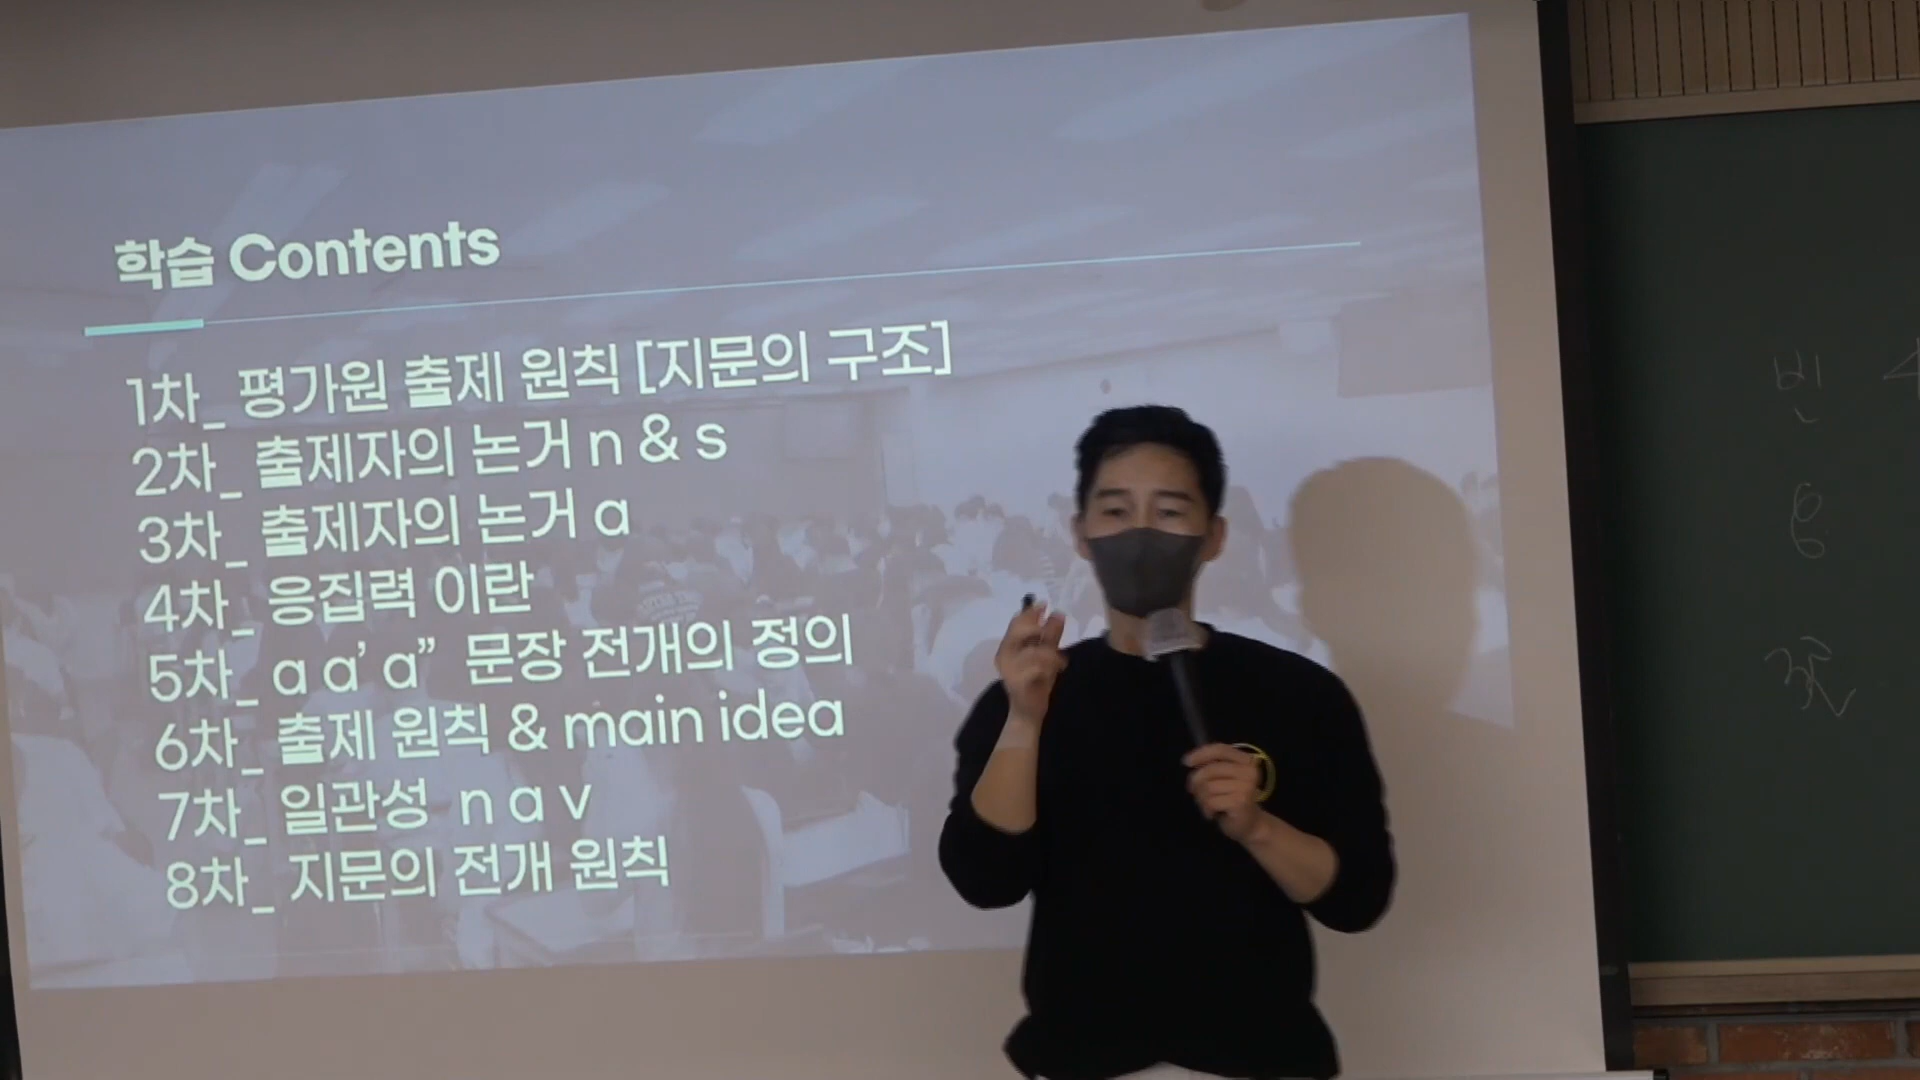 학습 Contents
1차_ 평가원 출제 원칙 [지문의 구조]
2차_ 출제자의 논거 n & s
3차_ 출제자의 논거 a
4차_ 응집력 이란
5차_ a a’ a” 문장 전개의 정의
6차_ 출제 원칙 & main idea
7차_ 일관성 n a v
8차_ 지문의 전개 원칙
빈